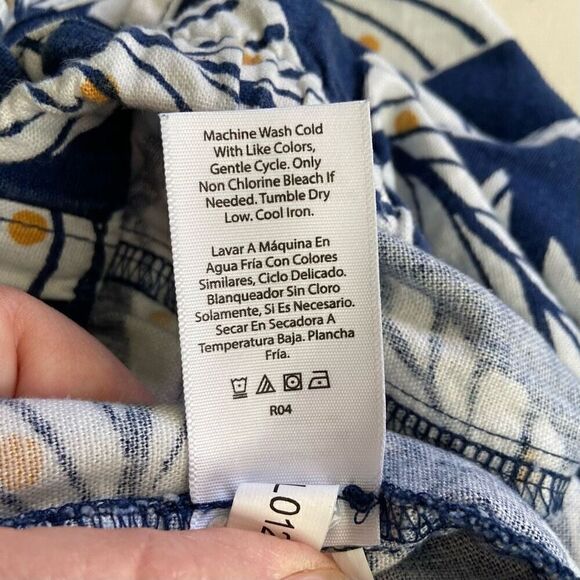 Machine Wash Cold
With Like Colors,
Gentle Cycle. Only
Non Chlorine Bleach If
Needed. Tumble Dry
Low. Cool Iron.
Lavar A Máquina En
Agua Fría Con Colores
Similares, Ciclo Delicado.
Blanqueador Sin Cloro
Solamente, Si Es Necesario.
Secar En Secadora A
Temperatura Baja. Plancha
Fría.
R04
L012